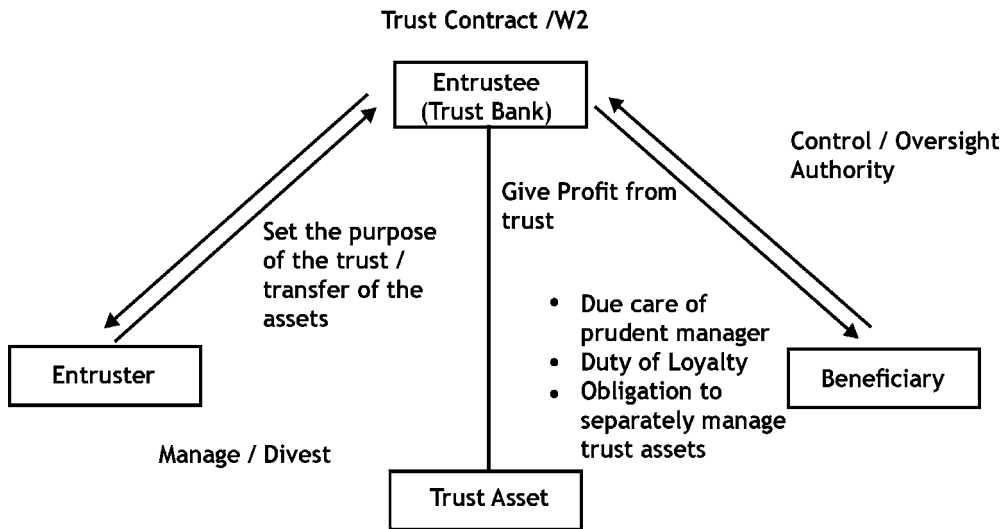 Trust Contract /W2
Entrustee
(Trust Bank)
Control / Oversight
Authority
Give Profit from
trust
Set the purpose
of the trust /
transfer of the
assets
• Due care of
prudent manager
• Duty of Loyalty
• Obligation to
separately manage
trust assets
Entruster
Beneficiary
Manage / Divest
Trust Asset